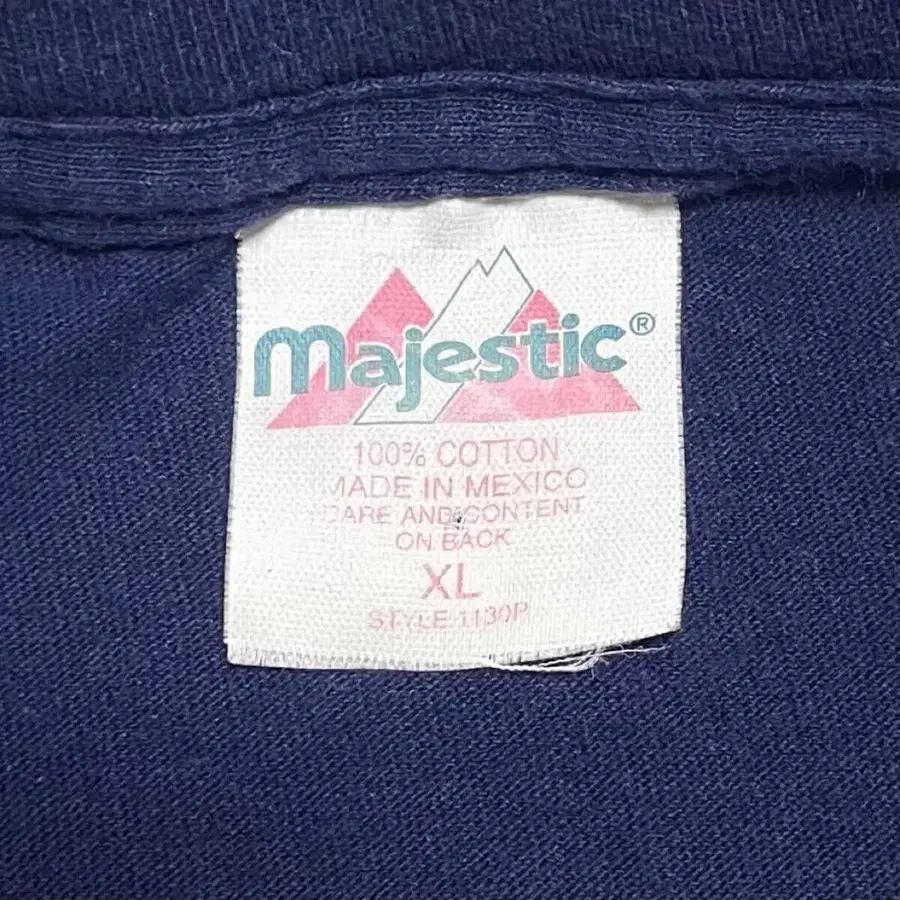 majestic®
100% COTTON
MADE IN MEXICO
CARE AND CONTENT
ON BACK
XL
STYLE 1130P